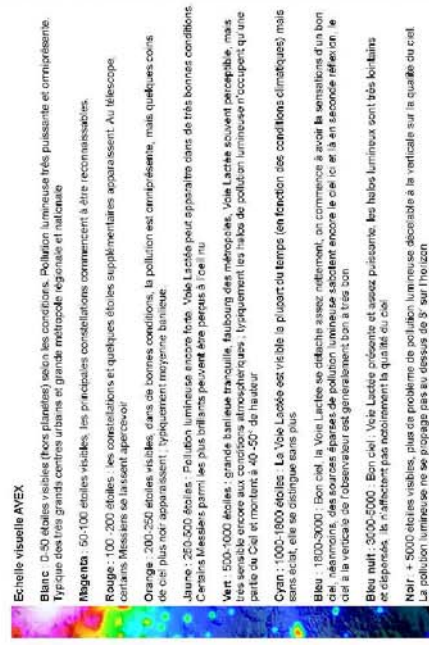 Echelle visuelle AVEX
Blanc : 0-50 étoiles visibles (hors planètes) selon les conditions. Pollution lumineuse très puissante et omniprésente.
Typique des très grands centres urbains et grande métropole régionale et nationale
Magenta : 50-100 étoiles visibles, les principales constellations commencent à être reconnaissables.
Rouge : 100 -200 étoiles : les constellations et quelques étoiles supplémentaires apparaissent. Au télescope,
certains Messiers se laissent apercevoir
Orange : 200-250 étoiles visibles, dans de bonnes conditions, la pollution est omniprésente, mais quelques coins
de ciel plus noir apparaissent ; typiquement moyenne banlieue.
Jaune : 250-500 étoiles : Pollution lumineuse encore forte. Voie Lactée peut apparaître dans de très bonnes conditions.
Certains Messiers parmi les plus brillants peuvent être perçus à l'oeil nu
Vert : 500-1000 étoiles : grande banlieue tranquille, faubourg des métropoles, Voie Lactée souvent perceptible, mais
très sensible encore aux conditions atmosphériques ; typiquement les halos de pollution lumineuse n'occupent qu'une
partie du Ciel et montent à 40 -50° de hauteur
Cyan : 1000-1800 étoiles : La Voie Lactée est visible la plupart du temps (en fonction des conditions climatiques) mais
sans éclat, elle se distingue sans plus
Bleu : 1800-3000 : Bon ciel, la Voie Lactée se détache assez nettement, on commence à avoir la sensations d'un bon
ciel, néanmoins, des sources éparses de pollution lumineuse sabotent encore le ciel ici et là en seconde réflexion, le
ciel à la verticale de l'observateur est généralement bon à très bon
Bleu nuit : 3000-5000 : Bon ciel : Voie Lactée présente et assez puissante, les halos lumineux sont très lointains
et dispersés, ils n'affectent pas notoirement la qualité du ciel
Noir : + 5000 étoiles visibles, plus de problème de pollution lumineuse décelable à la verticale sur la qualité du ciel.
La pollution lumineuse ne se propage pas au dessus de 8° sur l'horizon